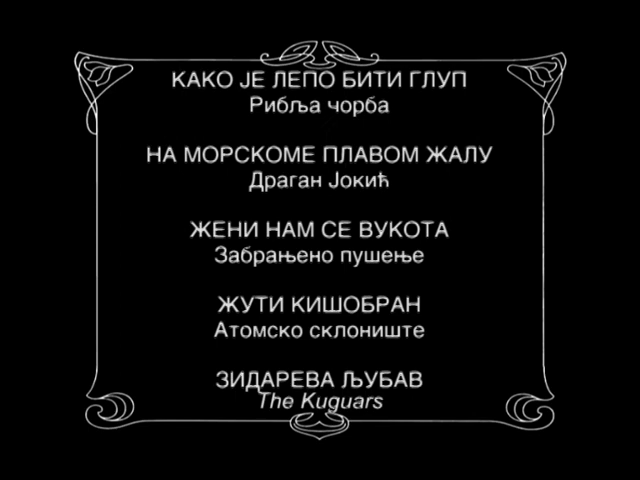 КАКО ЈЕ ЛЕПО БИТИ ГЛУП
Рибља чорба
НА МОРСКОМЕ ПЛАВОМ ЖАЛУ
Драган Јокић
ЖЕНИ НАМ СЕ ВУКОТА
Забрањено пушење
ЖУТИ КИШОБРАН
Атомско склониште
ЗИДАРЕВА ЉУБАВ
The Kuguars